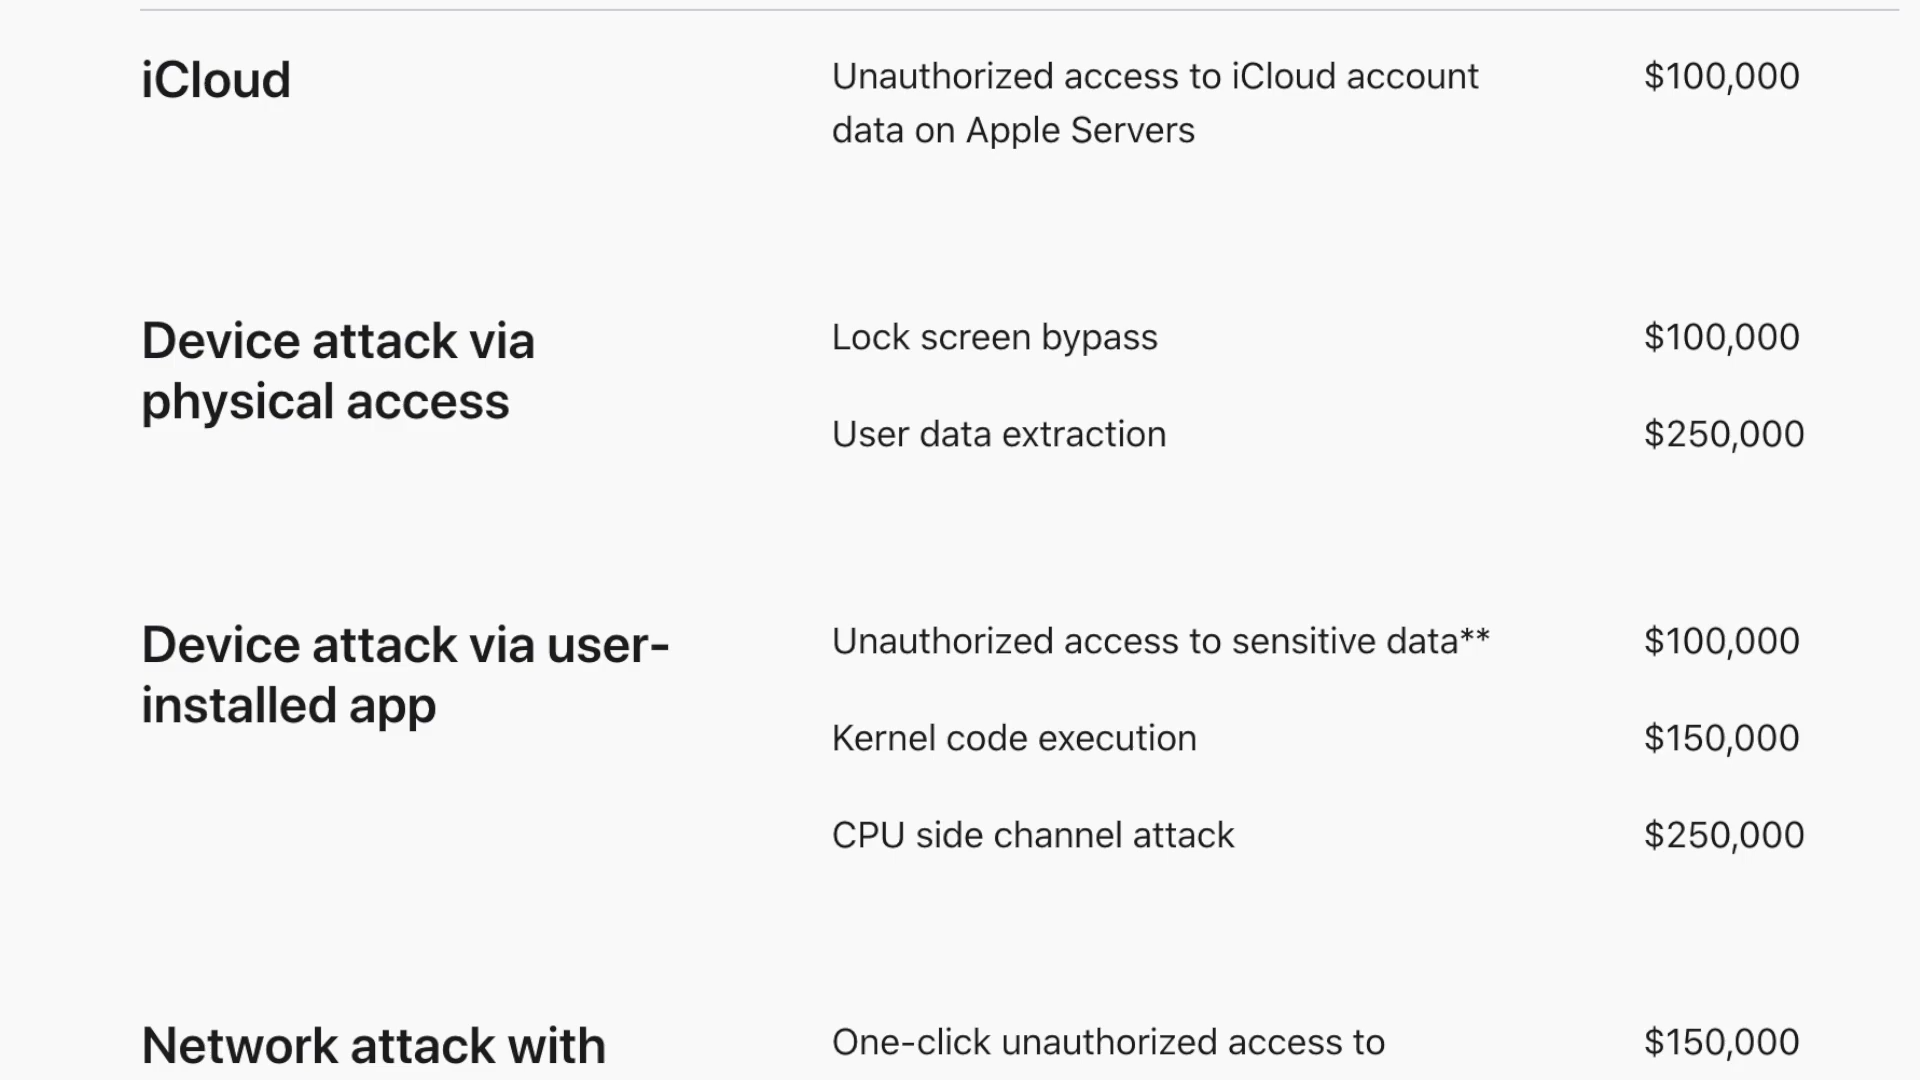 iCloud
Unauthorized access to iCloud account
data on Apple Servers
$100,000
Device attack via
physical access
Lock screen bypass
$100,000
User data extraction
$250,000
Device attack via user-
installed app
Unauthorized access to sensitive data**
$100,000
Kernel code execution
$150,000
CPU side channel attack
$250,000
Network attack with
One-click unauthorized access to
$150,000